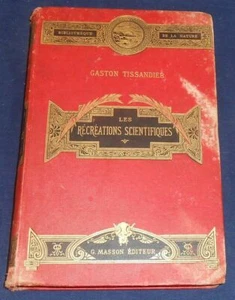 BIBLIOTHÈQUE DE LA NATURE
GASTON TISSANDIER
LES
RÉCRÉATIONS SCIENTIFIQUES
G. MASSON ÉDITEUR